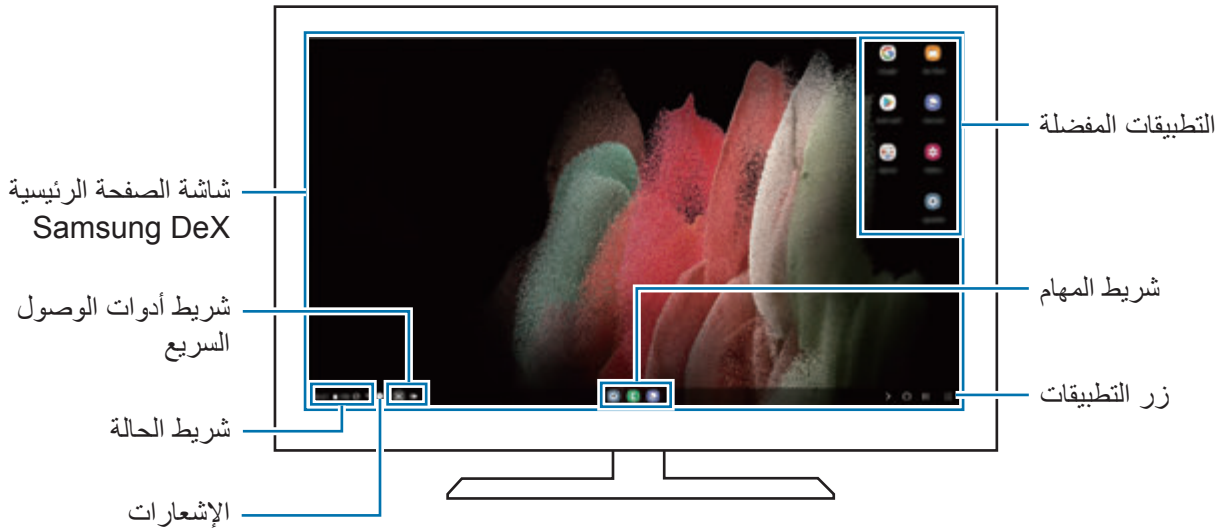 التطبيقات المفضلة
شاشة الصفحة الرئيسية
Samsung DeX
شريط المهام
شريط أدوات الوصول
السريع
زر التطبيقات
شريط الحالة
الإشعارات